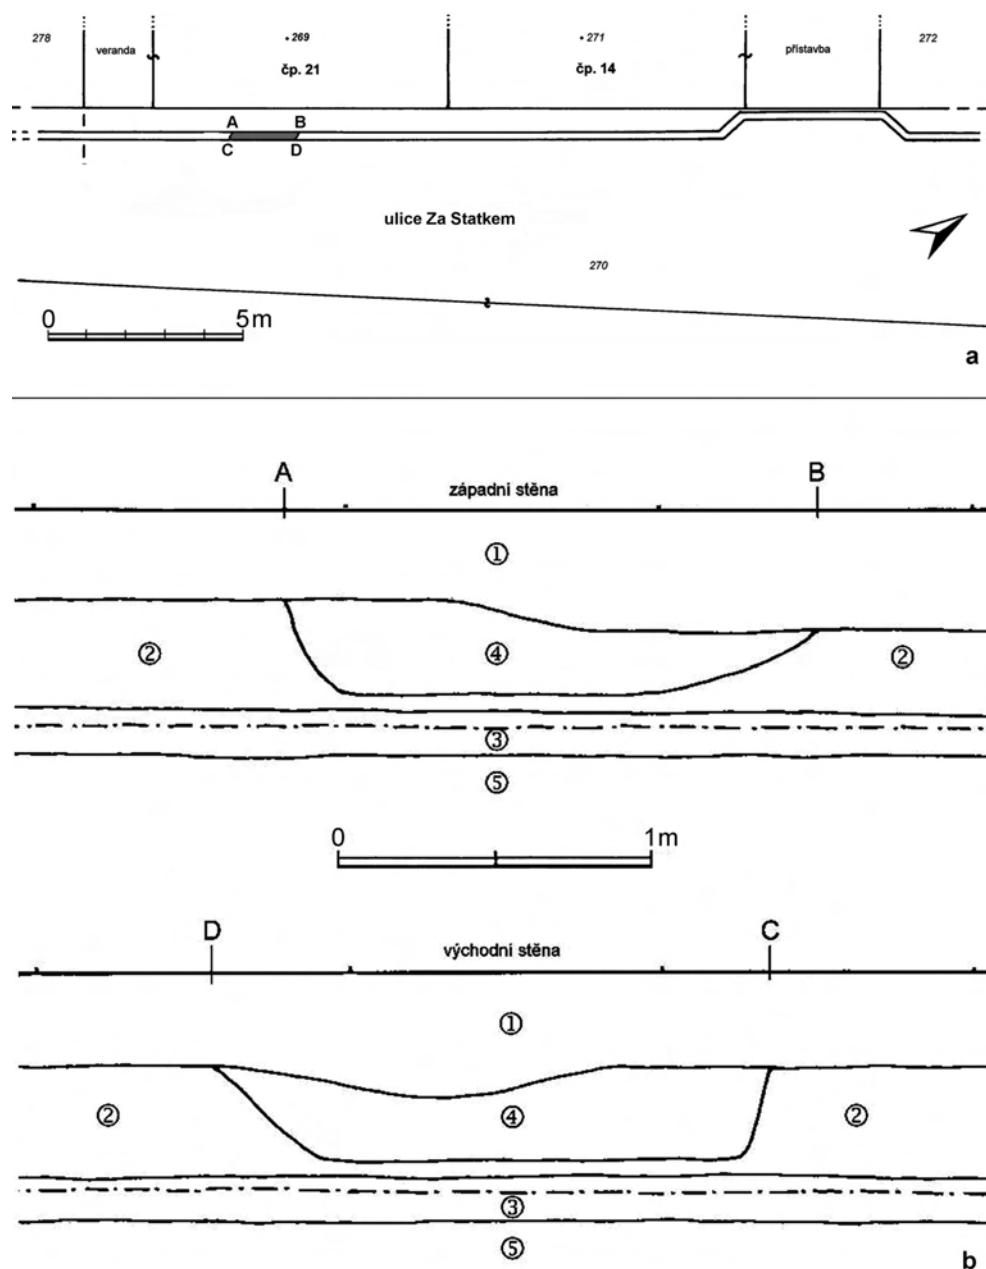 278 veranda 269 271 přístavba 272
čp. 21 čp. 14
A B
C D
ulice Za Statkem
270
0 5m
a
A západní stěna B
①
② ④ ②
③
⑤
0 1m
D východní stěna C
①
② ④ ②
③
⑤
b